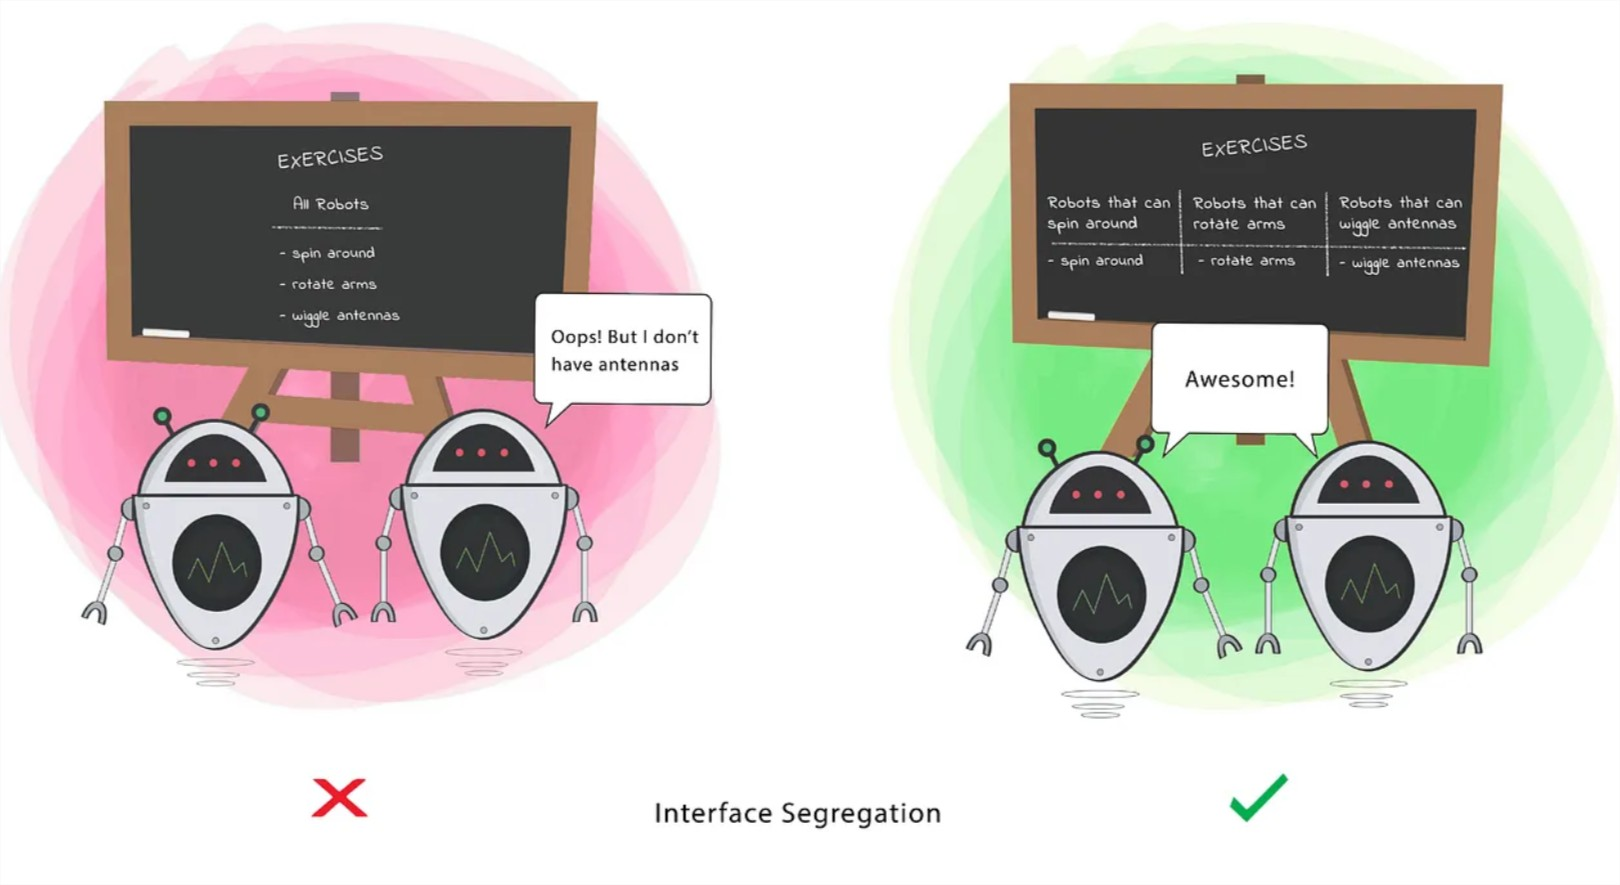 EXERCISES
All Robots
- spin around
- rotate arms
- wiggle antennas
Oops! But I don't
have antennas
EXERCISES
Robots that can
spin around
- spin around
Robots that can
rotate arms
- rotate arms
Robots that can
wiggle antennas
- wiggle antennas
Awesome!
Interface Segregation